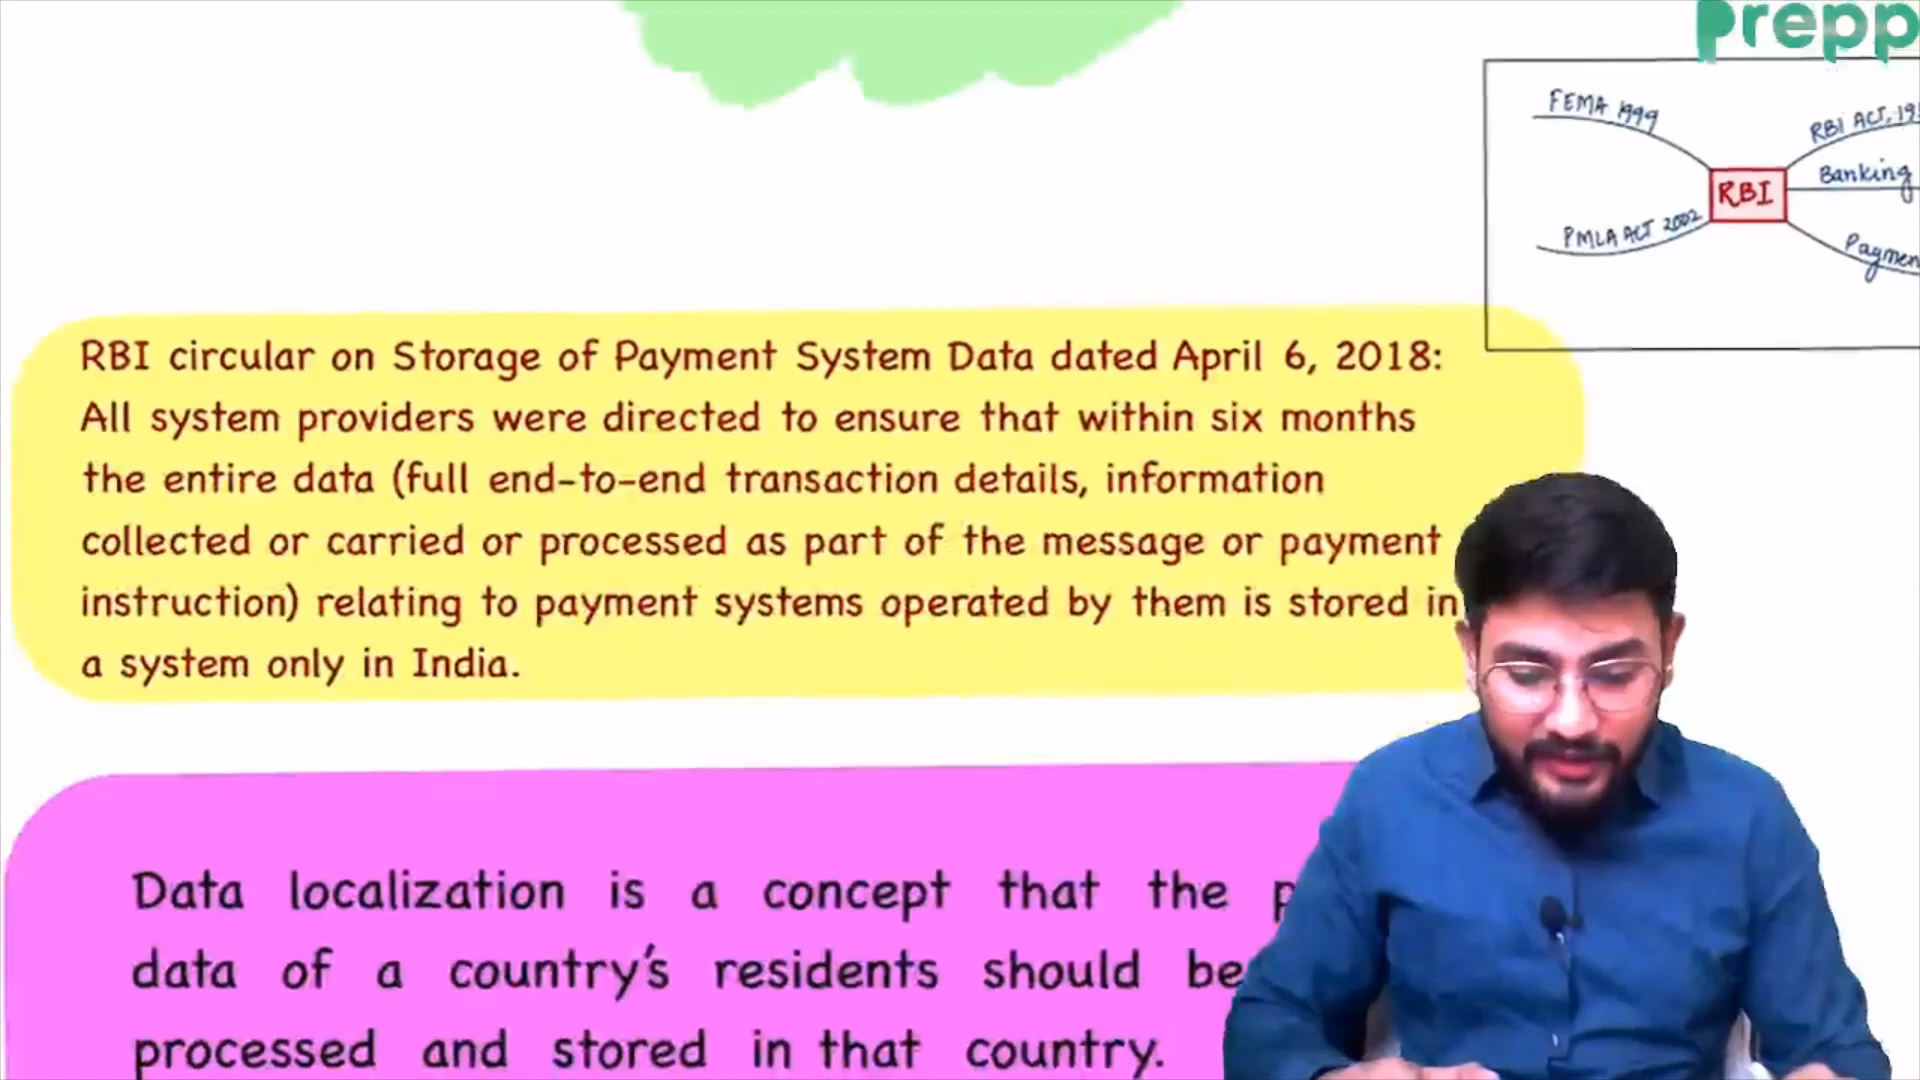 prepp
FEMA 1999
RBI ACT, 19
RBI
Banking
PMLA ACT 2002
RBI circular on Storage of Payment System Data dated April 6, 2018:
All system providers were directed to ensure that within six months
the entire data (full end-to-end transaction details, information
collected or carried or processed as part of the message or payment
instruction) relating to payment systems operated by them is stored in
a system only in India.
Data localization is a concept that the
data of a country's residents should be
processed and stored in that country.